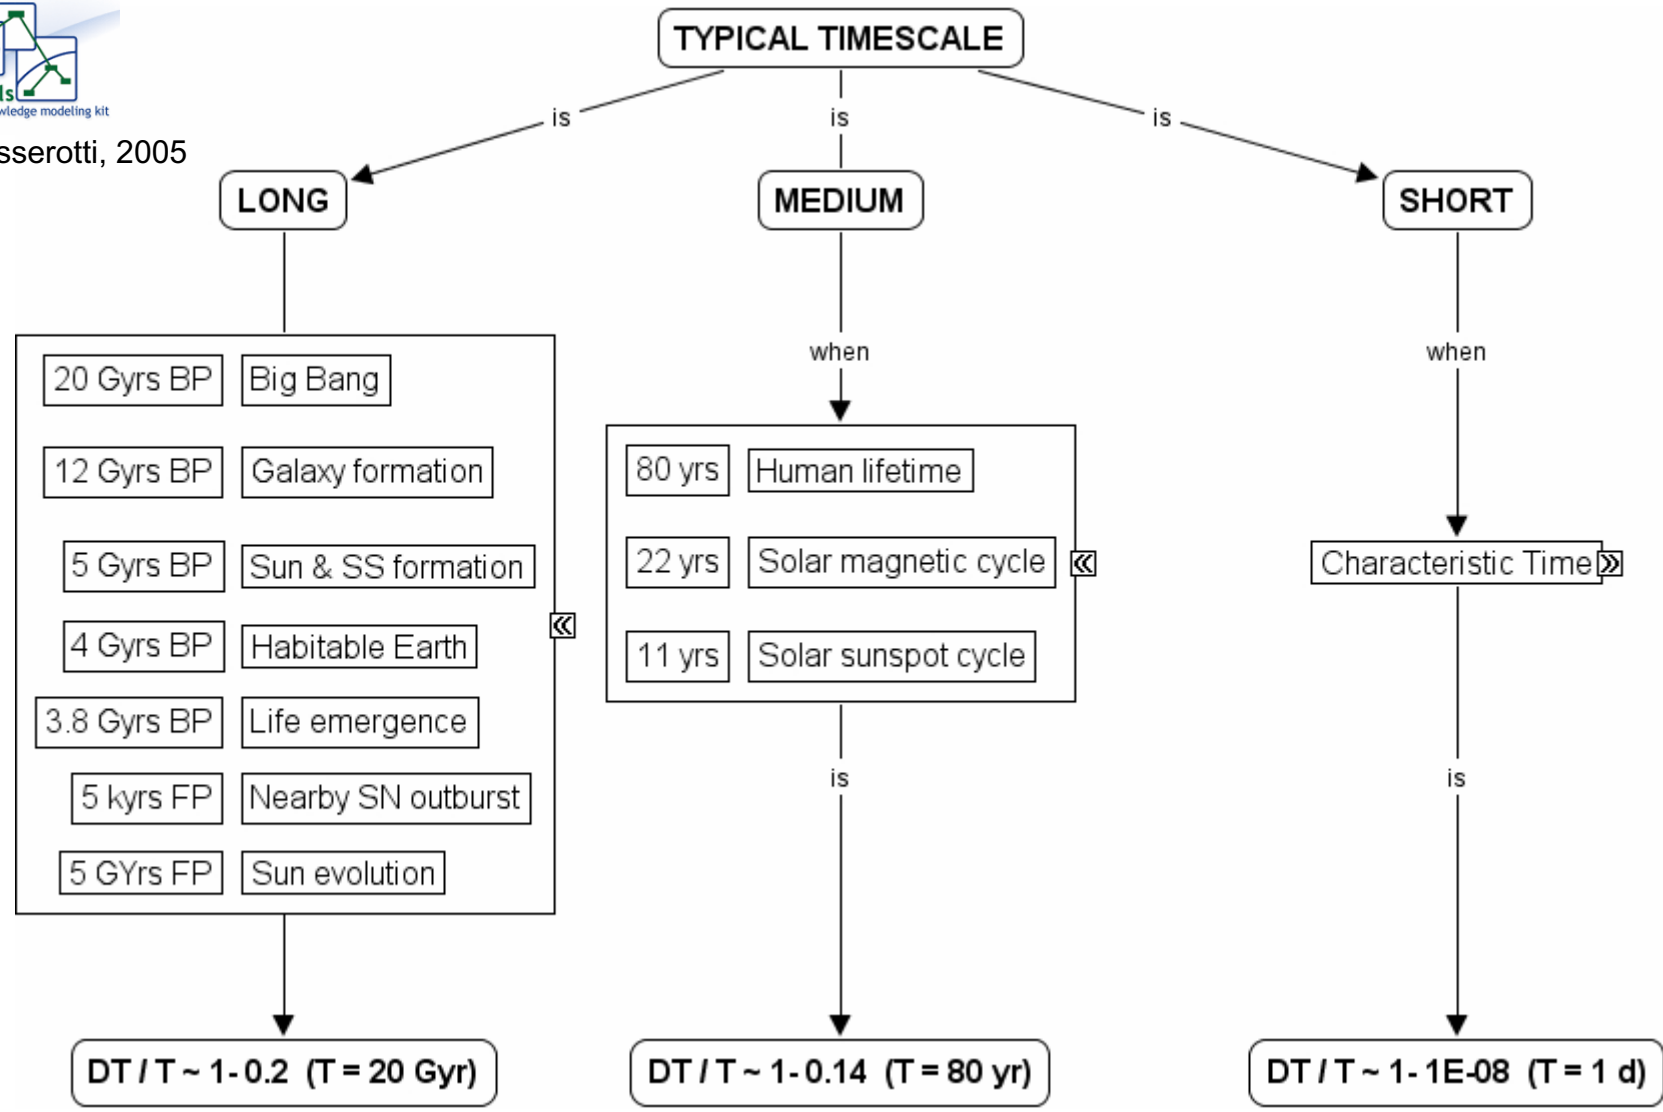 TYPICAL TIMESCALE
ls
wledge modeling kit
sserotti, 2005
is
is
is
LONG
MEDIUM
SHORT
20 Gyrs BP Big Bang
12 Gyrs BP Galaxy formation
5 Gyrs BP Sun & SS formation
4 Gyrs BP Habitable Earth
3.8 Gyrs BP Life emergence
5 kyrs FP Nearby SN outburst
5 GYrs FP Sun evolution
when
80 yrs Human lifetime
22 yrs Solar magnetic cycle
11 yrs Solar sunspot cycle
is
when
Characteristic Time
is
DT / T ~ 1- 0.2 (T = 20 Gyr)
DT / T ~ 1- 0.14 (T = 80 yr)
DT / T ~ 1- 1E-08 (T = 1 d)